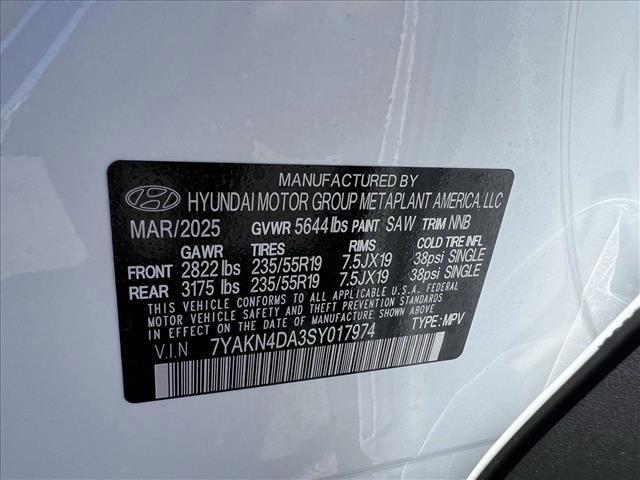 MANUFACTURED BY
HYUNDAI MOTOR GROUP METAPLANT AMERICA, LLC
MAR/2025 GVWR 5644 lbs PAINT SAW TRIM NNB
GAWR TIRES RIMS COLD TIRE INFL
FRONT 2822 lbs 235/55R19 7.5JX19 38psi SINGLE
REAR 3175 lbs 235/55R19 7.5JX19 38psi SINGLE
THIS VEHICLE CONFORMS TO ALL APPLICABLE U.S.A. FEDERAL
MOTOR VEHICLE SAFETY AND THEFT PREVENTION STANDARDS
IN EFFECT ON THE DATE OF MANUFACTURE SHOWN ABOVE.
V.I.N 7YAKN4DA3SY017974 TYPE: MPV